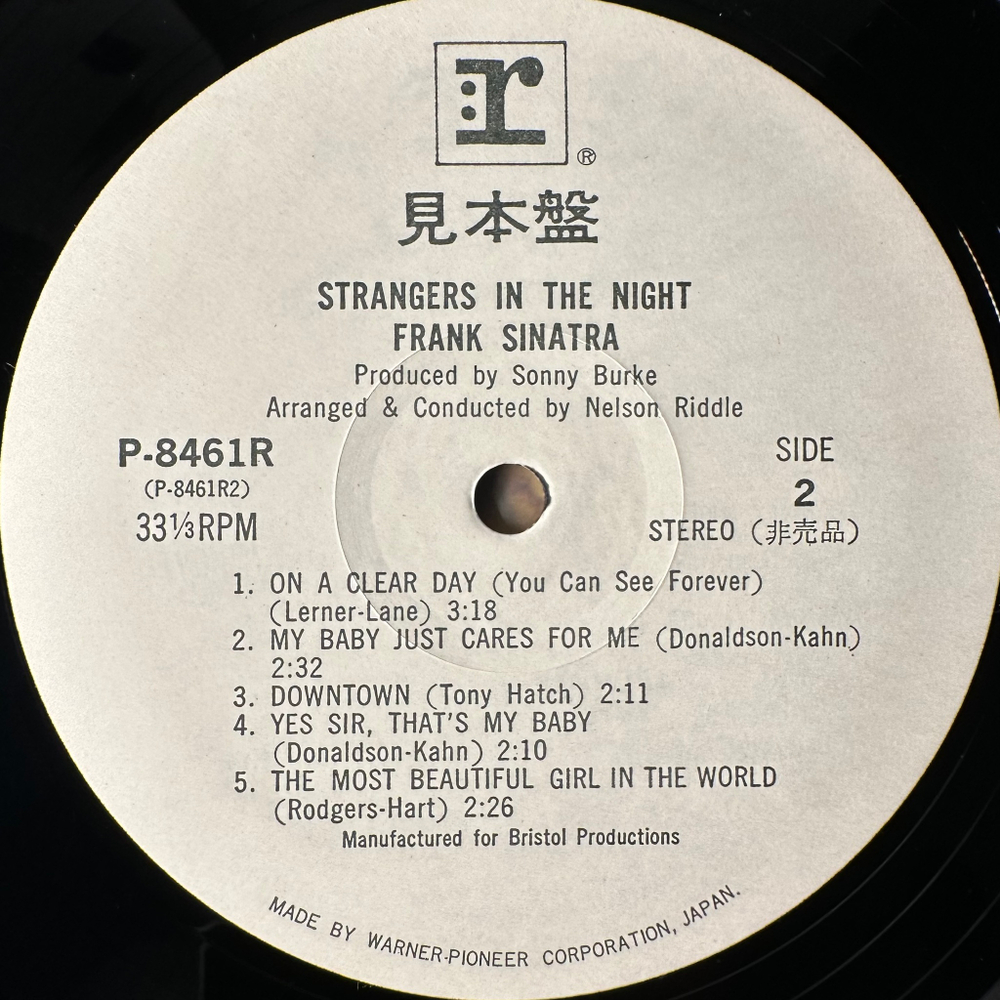 r
®
見本盤
STRANGERS IN THE NIGHT
FRANK SINATRA
Produced by Sonny Burke
Arranged & Conducted by Nelson Riddle
P-8461R
(P-8461R2)
33⅓RPM
SIDE
2
STEREO (非売品)
1. ON A CLEAR DAY (You Can See Forever)
(Lerner-Lane) 3:18
2. MY BABY JUST CARES FOR ME (Donaldson-Kahn)
2:32
3. DOWNTOWN (Tony Hatch) 2:11
4. YES SIR, THAT'S MY BABY
(Donaldson-Kahn) 2:10
5. THE MOST BEAUTIFUL GIRL IN THE WORLD
(Rodgers-Hart) 2:26
Manufactured for Bristol Productions
MADE BY WARNER-PIONEER CORPORATION, JAPAN.